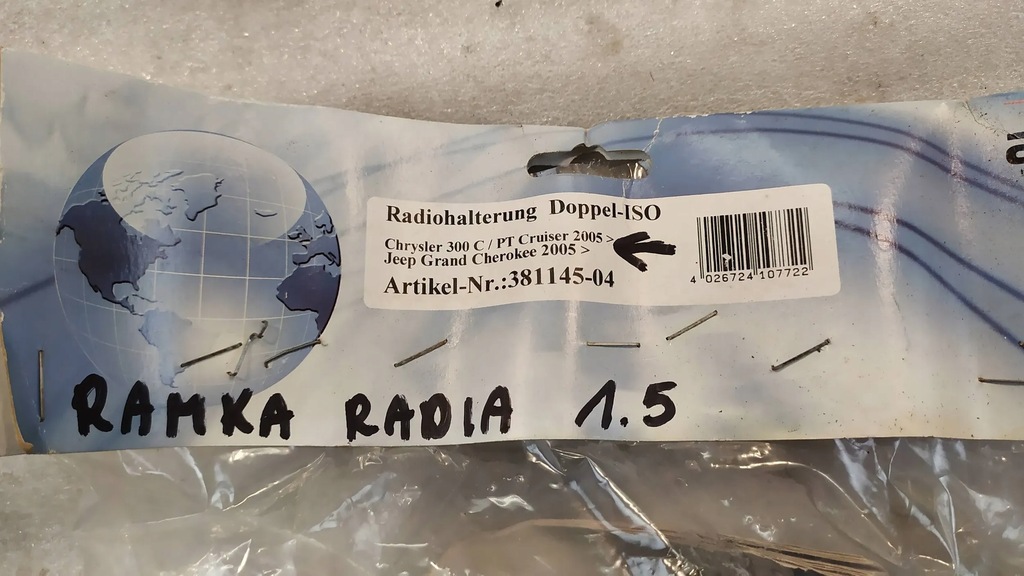 Radiohalterung Doppel-ISO
Chrysler 300 C / PT Cruiser 2005 >
Jeep Grand Cherokee 2005 >
Artikel-Nr.:381145-04
4 026724 107722
RAMKA RADIA 1.5